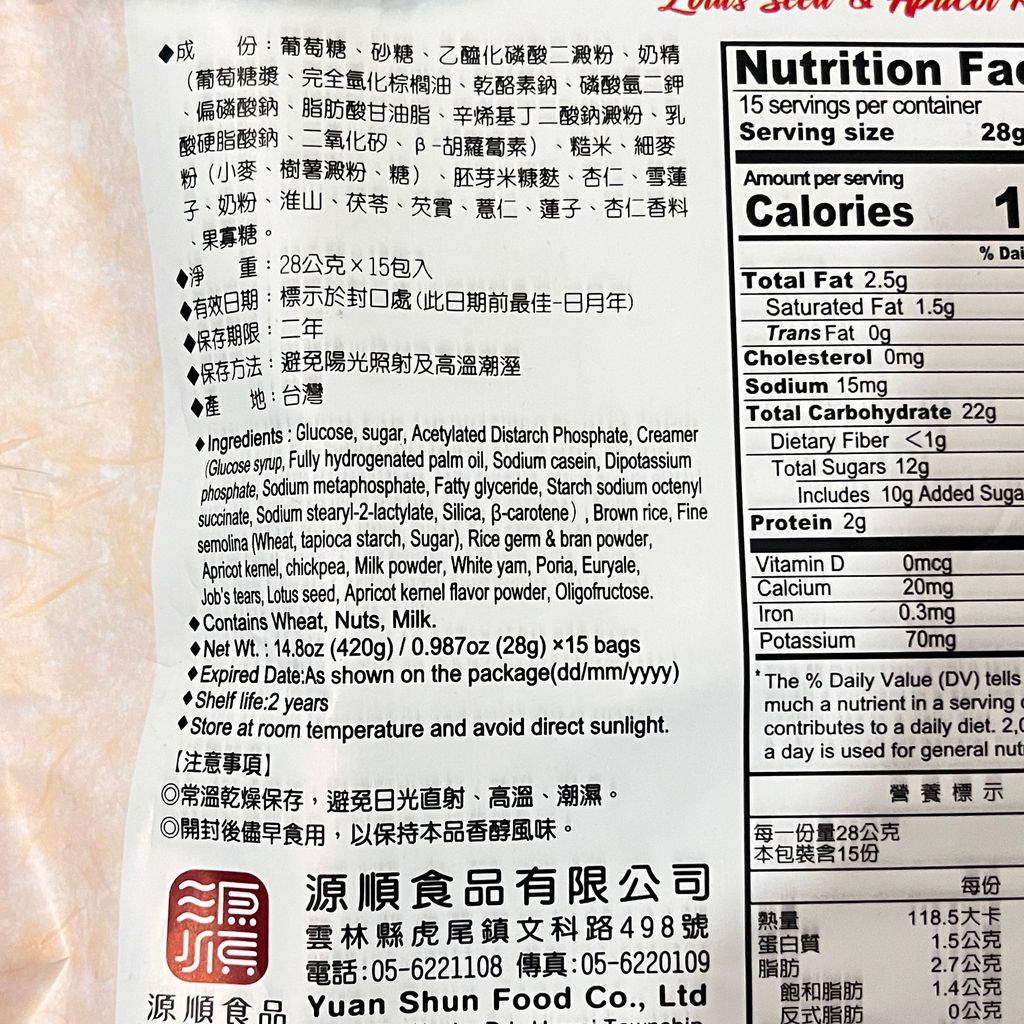 Lotus Seed & Apricot
◆成 份：葡萄糖、砂糖、乙醯化磷酸二澱粉、奶精
（葡萄糖漿、完全氫化棕櫚油、乾酪素鈉、磷酸氫二鉀
、偏磷酸鈉、脂肪酸甘油脂、辛烯基丁二酸鈉澱粉、乳
酸硬脂酸鈉、二氧化矽、β-胡蘿蔔素）、糙米、細麥
粉（小麥、樹薯澱粉、糖）、胚芽米糠麩、杏仁、雪蓮
子、奶粉、淮山、茯苓、芡實、薏仁、蓮子、杏仁香料
、果寡糖。
◆淨 重：28公克×15包入
◆有效日期：標示於封口處(此日期前最佳-日月年)
◆保存期限：二年
◆保存方法：避免陽光照射及高溫潮溼
◆產 地：台灣
◆Ingredients : Glucose, sugar, Acetylated Distarch Phosphate, Creamer
(Glucose syrup, Fully hydrogenated palm oil, Sodium casein, Dipotassium
phosphate, Sodium metaphosphate, Fatty glyceride, Starch sodium octenyl
succinate, Sodium stearyl-2-lactylate, Silica, β-carotene）, Brown rice, Fine
semolina (Wheat, tapioca starch, Sugar), Rice germ & bran powder,
Apricot kernel, chickpea, Milk powder, White yam, Poria, Euryale,
Job's tears, Lotus seed, Apricot kernel flavor powder, Oligofructose.
◆Contains Wheat, Nuts, Milk.
◆Net Wt. : 14.8oz (420g) / 0.987oz (28g) ×15 bags
◆Expired Date:As shown on the package(dd/mm/yyyy)
◆Shelf life:2 years
◆Store at room temperature and avoid direct sunlight.
【注意事項】
◎常溫乾燥保存，避免日光直射、高溫、潮濕。
◎開封後儘早食用，以保持本品香醇風味。
源順
源順食品
源順食品有限公司
雲林縣虎尾鎮文科路498號
電話:05-6221108 傳真:05-6220109
Yuan Shun Food Co., Ltd
Nutrition Fac
15 servings per container
Serving size 28g
Amount per serving
Calories 1
% Dai
Total Fat 2.5g
Saturated Fat 1.5g
Trans Fat 0g
Cholesterol 0mg
Sodium 15mg
Total Carbohydrate 22g
Dietary Fiber <1g
Total Sugars 12g
Includes 10g Added Suga
Protein 2g
Vitamin D 0mcg
Calcium 20mg
Iron 0.3mg
Potassium 70mg
* The % Daily Value (DV) tells
much a nutrient in a serving
contributes to a daily diet. 2,0
a day is used for general nut
營養標示
每一份量28公克
本包裝含15份
每份
熱量 118.5大卡
蛋白質 1.5公克
脂肪 2.7公克
飽和脂肪 1.4公克
反式脂肪 0公克